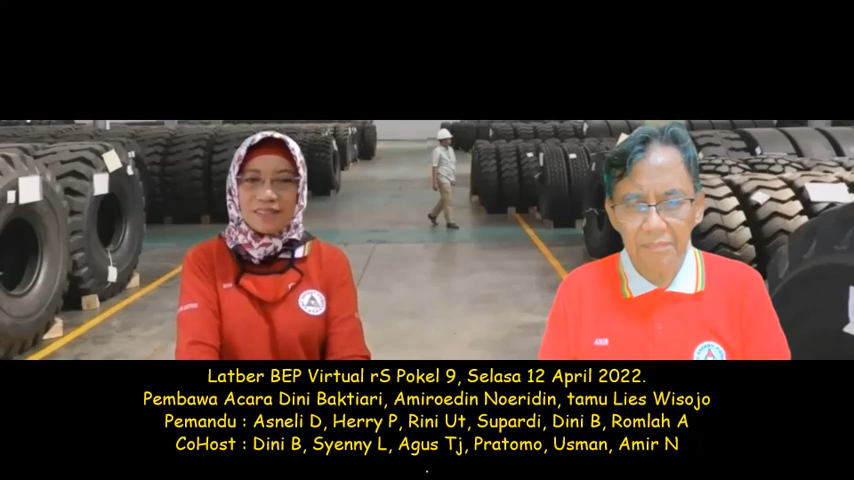 Latber BEP Virtual rS Pokel 9, Selasa 12 April 2022.
Pembawa Acara Dini Baktiari, Amiroedin Noeridin, tamu Lies Wisojo
Pemandu : Asneli D, Herry P, Rini Ut, Supardi, Dini B, Romlah A
CoHost : Dini B, Syenny L, Agus Tj, Pratomo, Usman, Amir N
.